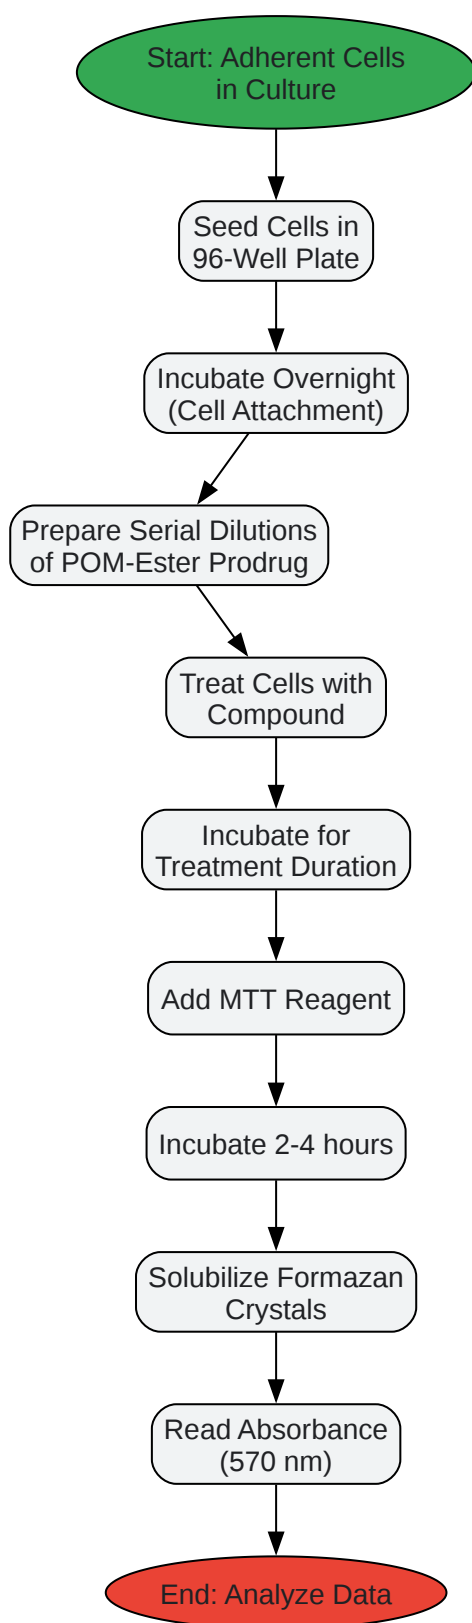 Start: Adherent Cells
in Culture
Seed Cells in
96-Well Plate
Incubate Overnight
(Cell Attachment)
Prepare Serial Dilutions
of POM-Ester Prodrug
Treat Cells with
Compound
Incubate for
Treatment Duration
Add MTT Reagent
Incubate 2-4 hours
Solubilize Formazan
Crystals
Read Absorbance
(570 nm)
End: Analyze Data